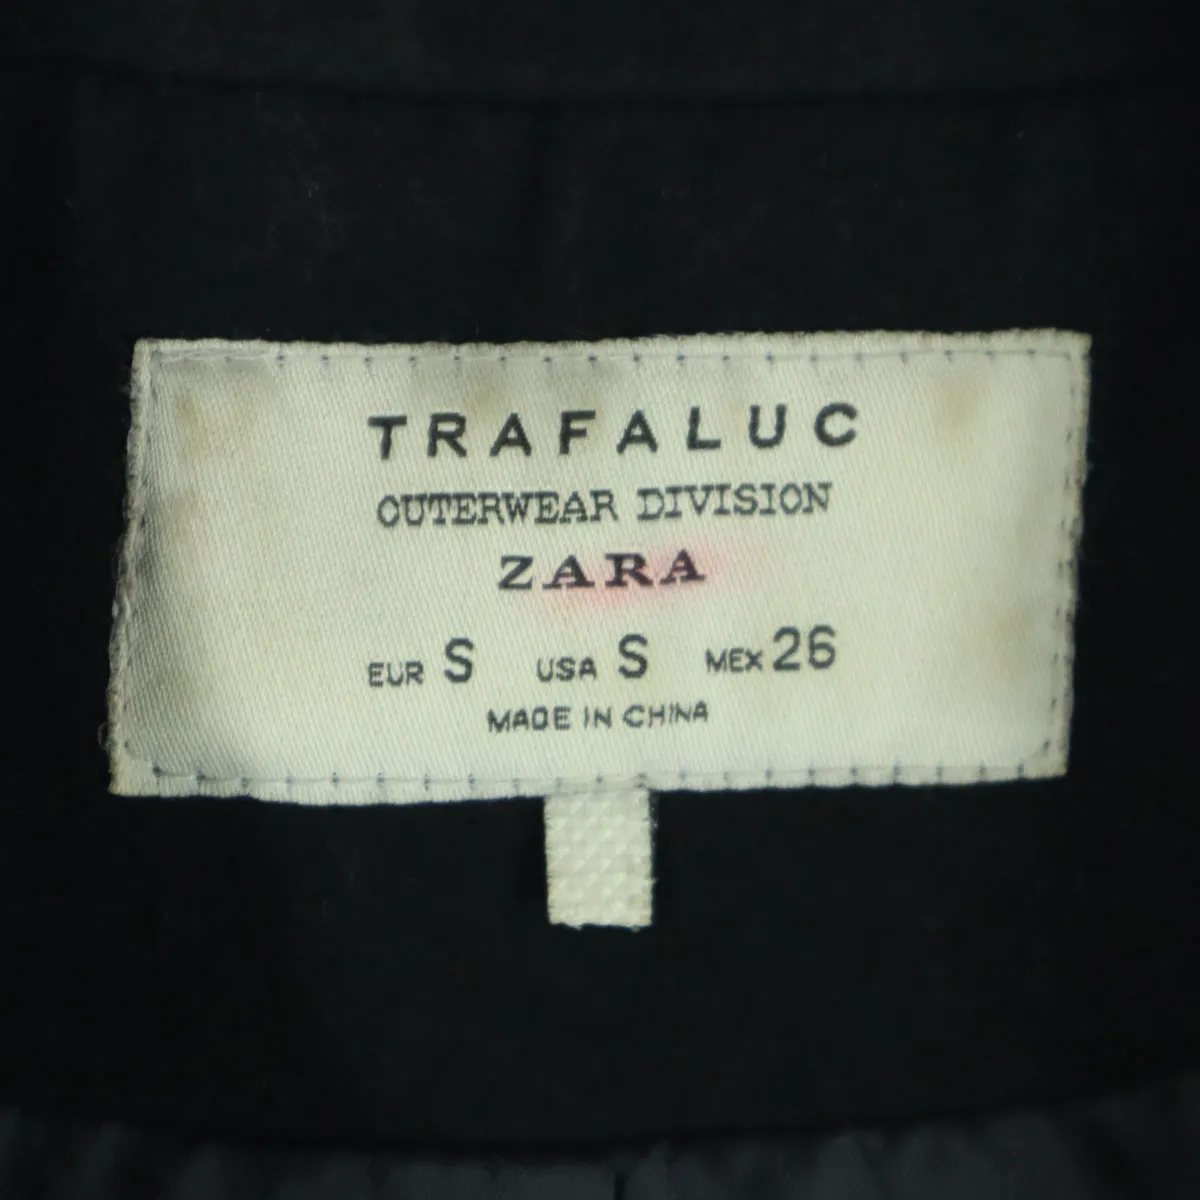 TRAFALUC
OUTERWEAR DIVISION
ZARA
EUR S USA S MEX 26
MADE IN CHINA